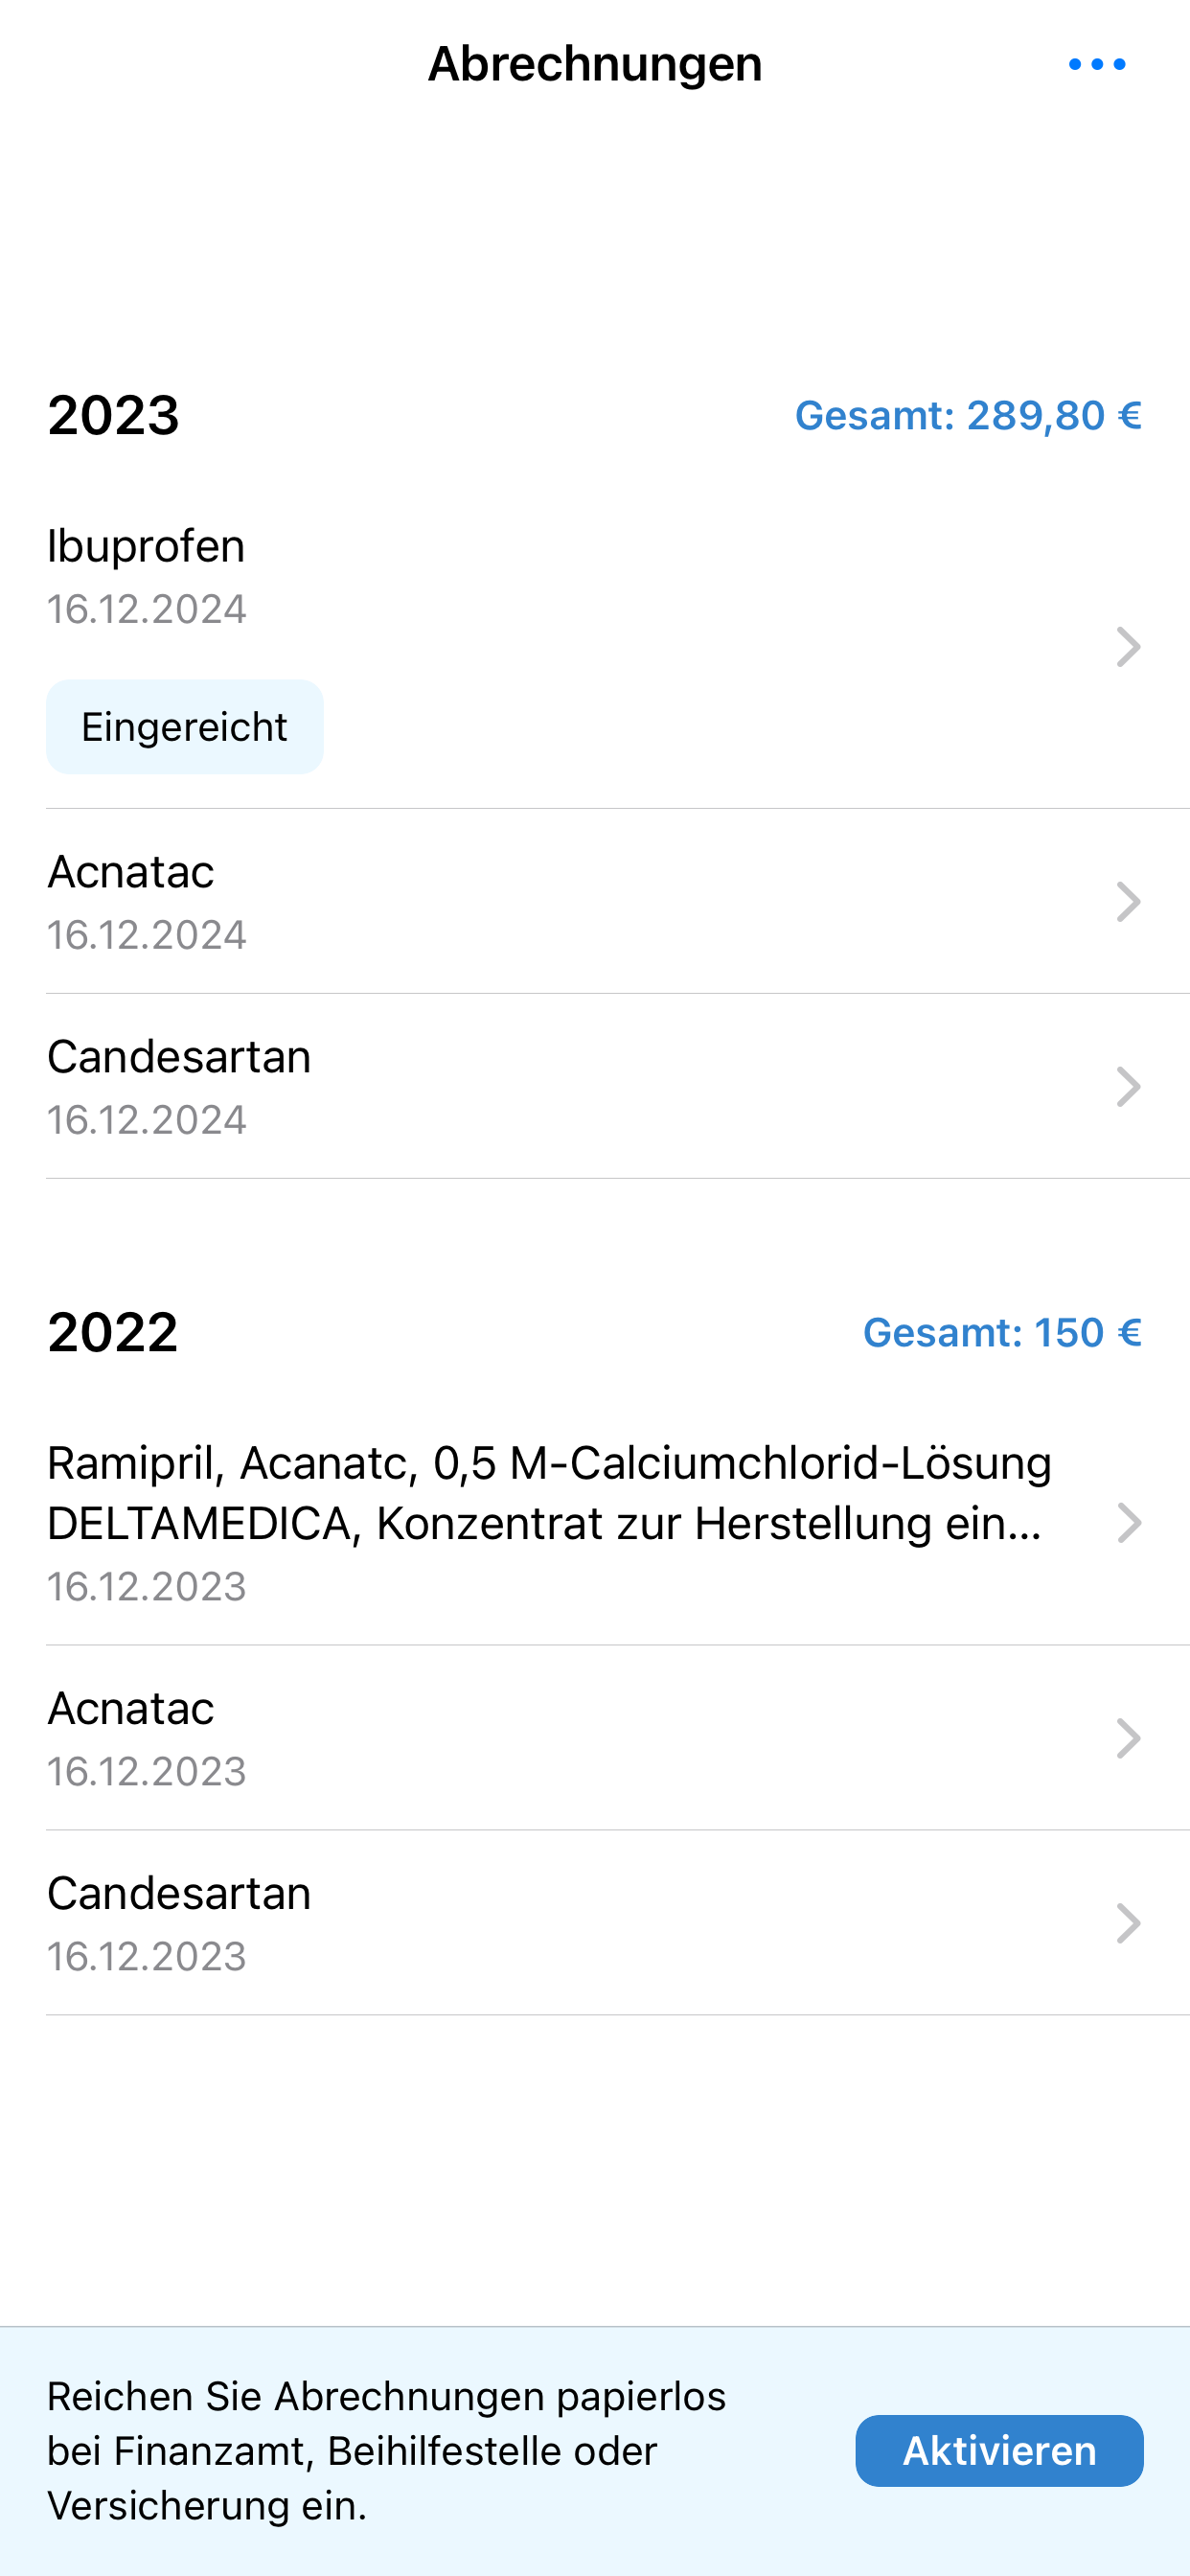 Abrechnungen
2023
Gesamt: 289,80 €
Ibuprofen
16.12.2024
Eingereicht
Acnatac
16.12.2024
Candesartan
16.12.2024
2022
Gesamt: 150 €
Ramipril, Acanatc, 0,5 M-Calciumchlorid-Lösung
DELTAMEDICA, Konzentrat zur Herstellung ein...
16.12.2023
Acnatac
16.12.2023
Candesartan
16.12.2023
Reichen Sie Abrechnungen papierlos
bei Finanzamt, Beihilfestelle oder
Versicherung ein.
Aktivieren